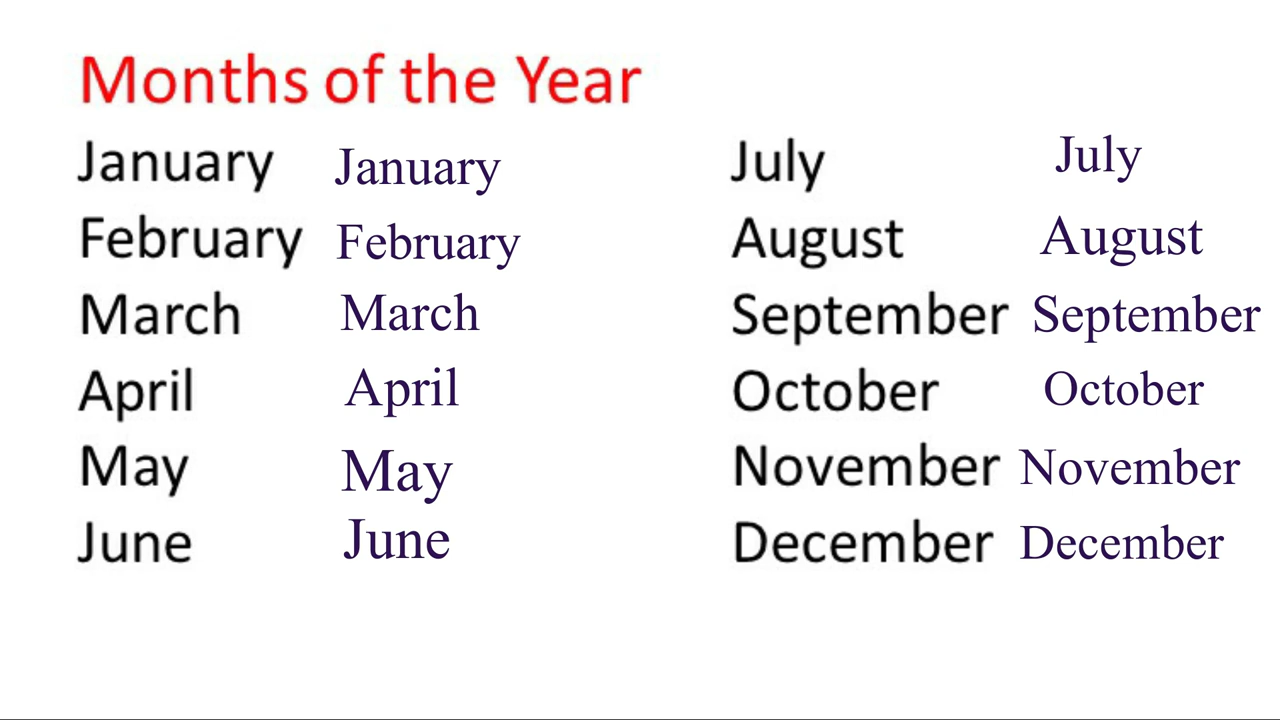 Months of the Year
January January
February February
March March
April April
May May
June June
July July
August August
September September
October October
November November
December December